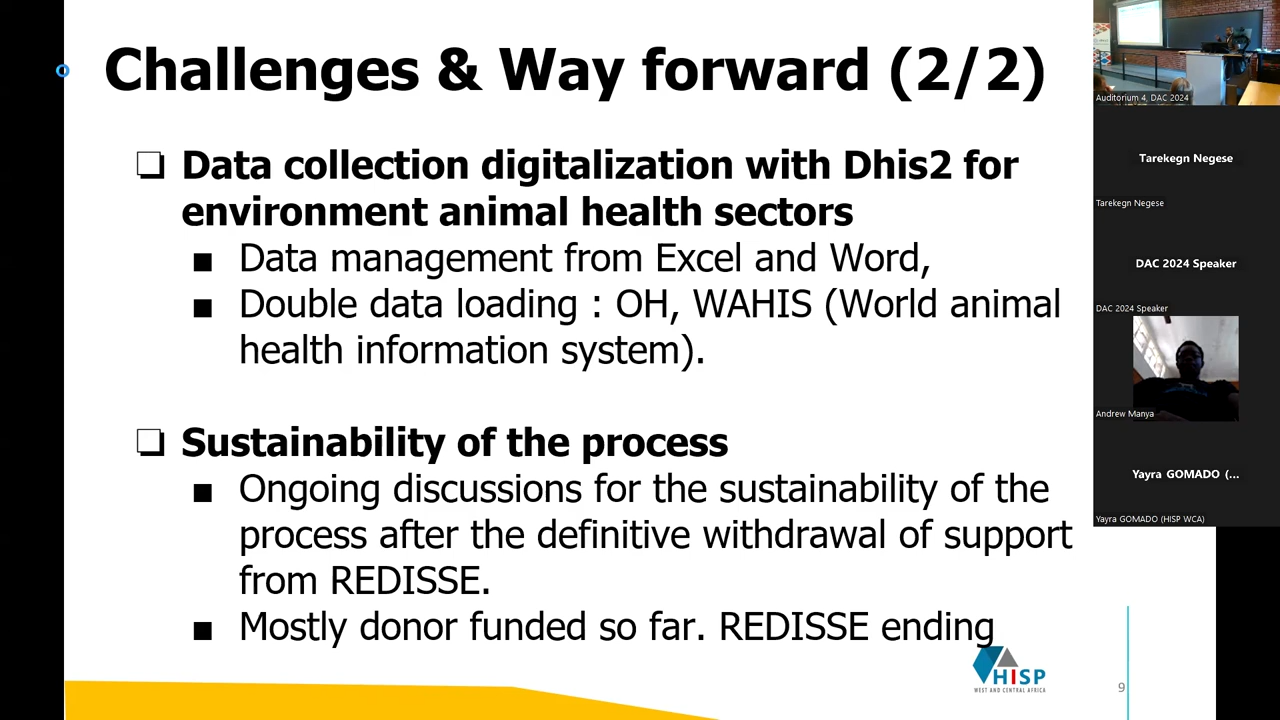 Challenges & Way forward (2/2)
❑ Data collection digitalization with Dhis2 for
environment animal health sectors
■ Data management from Excel and Word,
■ Double data loading : OH, WAHIS (World animal
health information system).
❑ Sustainability of the process
■ Ongoing discussions for the sustainability of the
process after the definitive withdrawal of support
from REDISSE.
■ Mostly donor funded so far. REDISSE ending
HISP
WEST AND CENTRAL AFRICA
9
Auditorium 4, DAC 2024
Tarekegn Negese
Tarekegn Negese
DAC 2024 Speaker
DAC 2024 Speaker
Andrew Manya
Yayra GOMADO (...
Yayra GOMADO (HISP WCA)